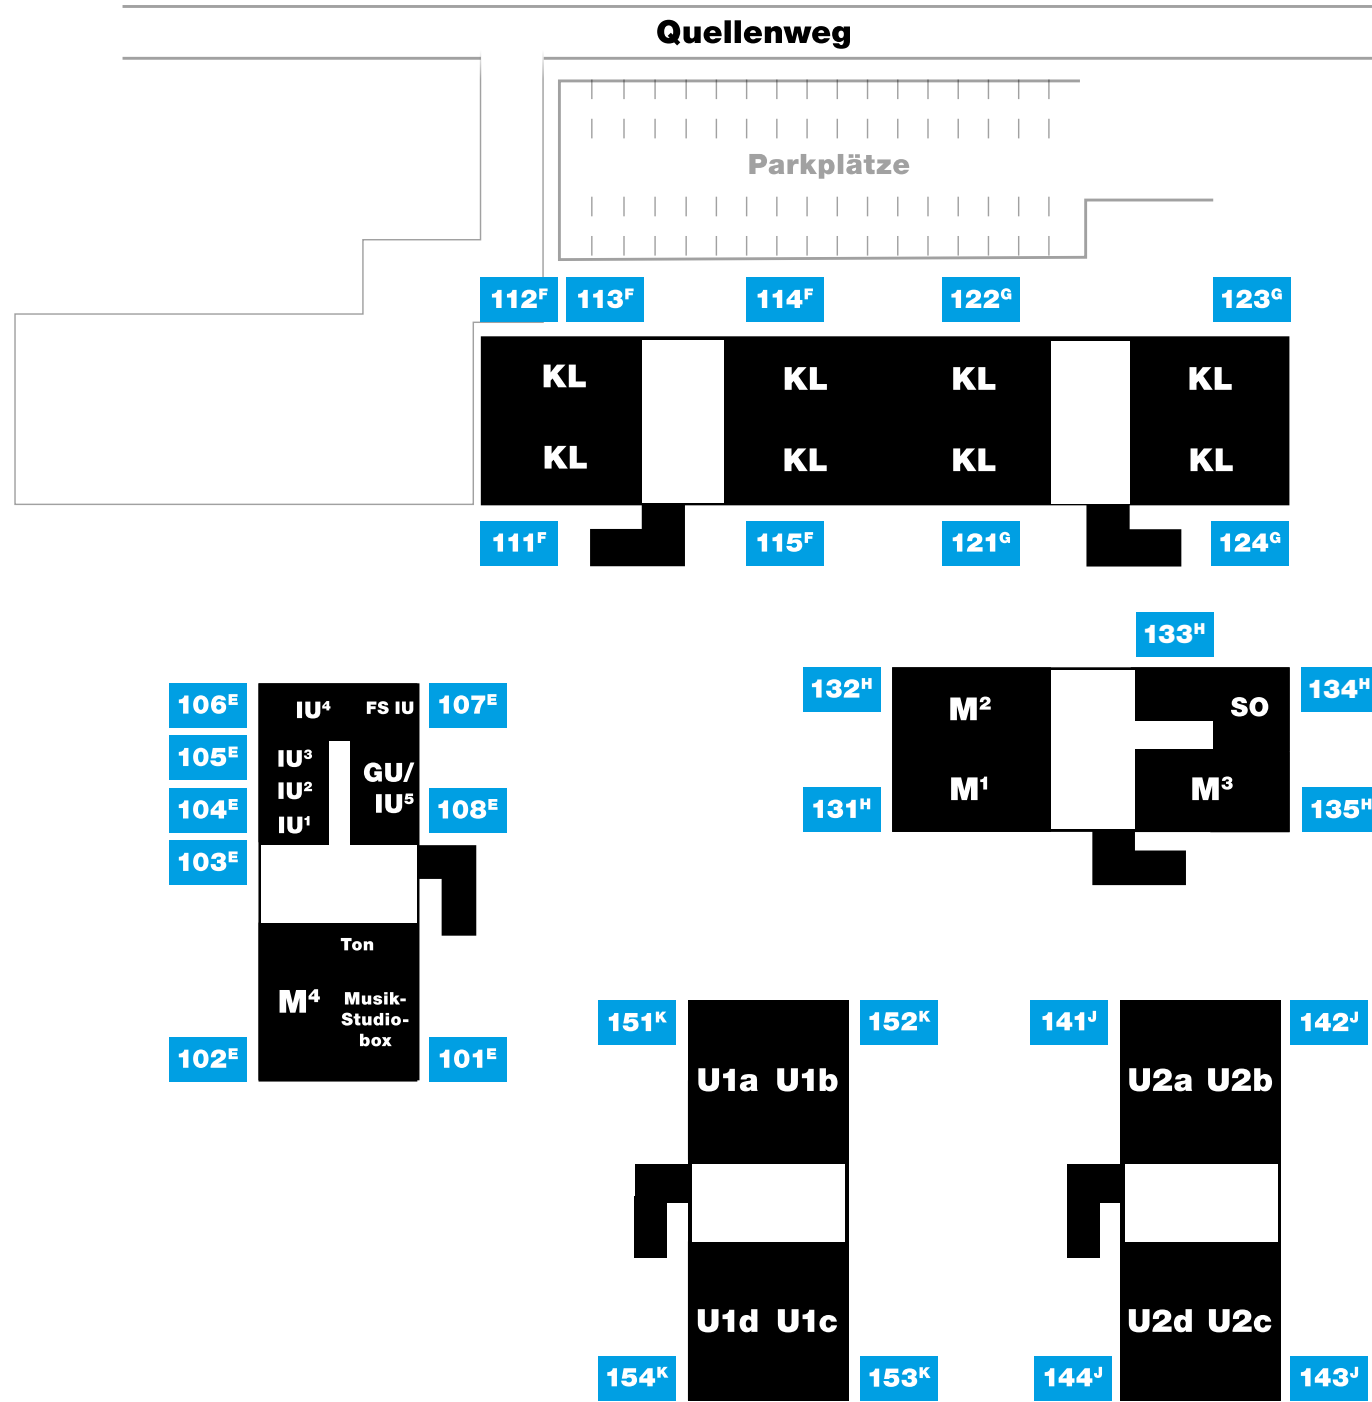 Quellenweg
Parkplätze
112ᶠ 113ᶠ 114ᶠ 122ᴳ 123ᴳ
KL KL KL KL
KL KL KL KL
111ᶠ 115ᶠ 121ᴳ 124ᴳ
133ᴴ
132ᴴ M² SO 134ᴴ
131ᴴ M¹ M³ 135ᴴ
106ᴱ IU⁴ FS IU 107ᴱ
105ᴱ IU³
GU/
IU²
IU⁵
104ᴱ 108ᴱ
IU¹
103ᴱ
Ton
M⁴ Musik-
Studio-
box
102ᴱ 101ᴱ
151ᴷ 152ᴷ 141ᴶ 142ᴶ
U1a U1b U2a U2b
U1d U1c U2d U2c
154ᴷ 153ᴷ 144ᴶ 143ᴶ